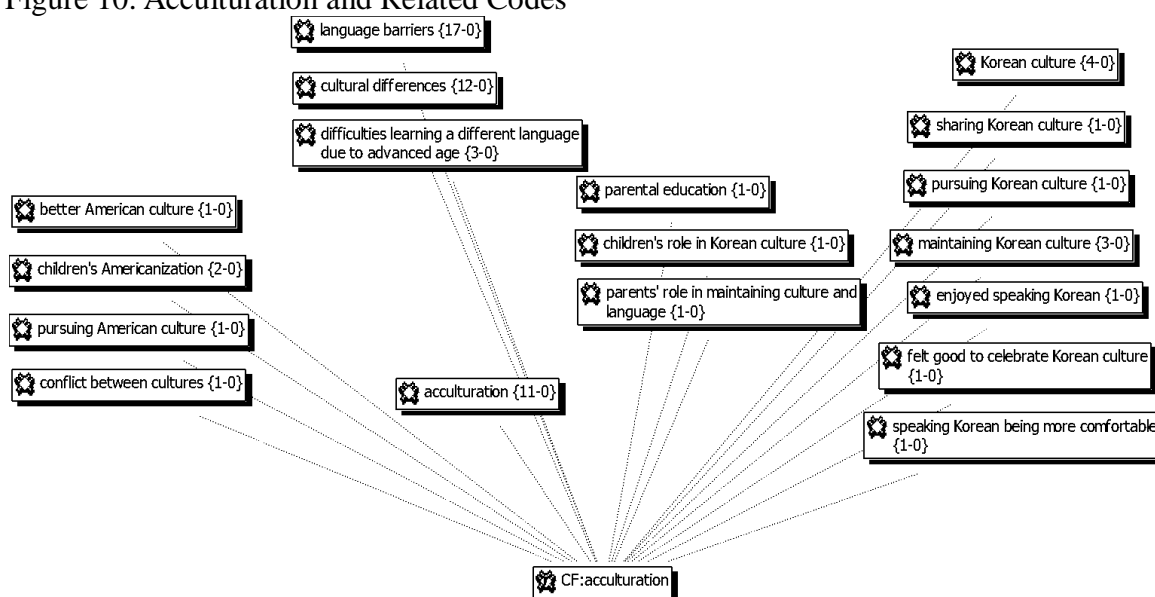 Figure 10: Acculturation and Related Codes
language barriers {17-0}
cultural differences {12-0}
difficulties learning a different language
due to advanced age {3-0}
Korean culture {4-0}
sharing Korean culture {1-0}
pursuing Korean culture {1-0}
maintaining Korean culture {3-0}
enjoyed speaking Korean {1-0}
felt good to celebrate Korean culture
{1-0}
speaking Korean being more comfortable
{1-0}
parental education {1-0}
children's role in Korean culture {1-0}
parents' role in maintaining culture and
language {1-0}
better American culture {1-0}
children's Americanization {2-0}
pursuing American culture {1-0}
conflict between cultures {1-0}
acculturation {11-0}
CF:acculturation